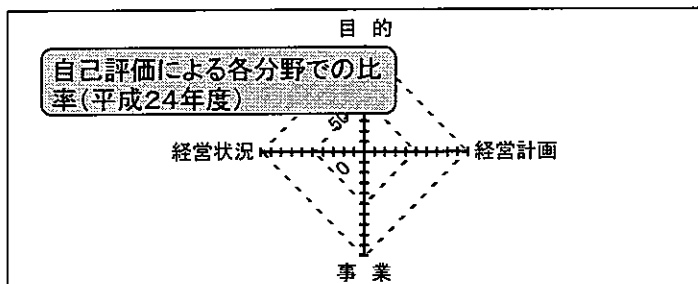 目 的
自己評価による各分野での比
率(平成24年度)
50
経営状況
0
経営計画
事 業